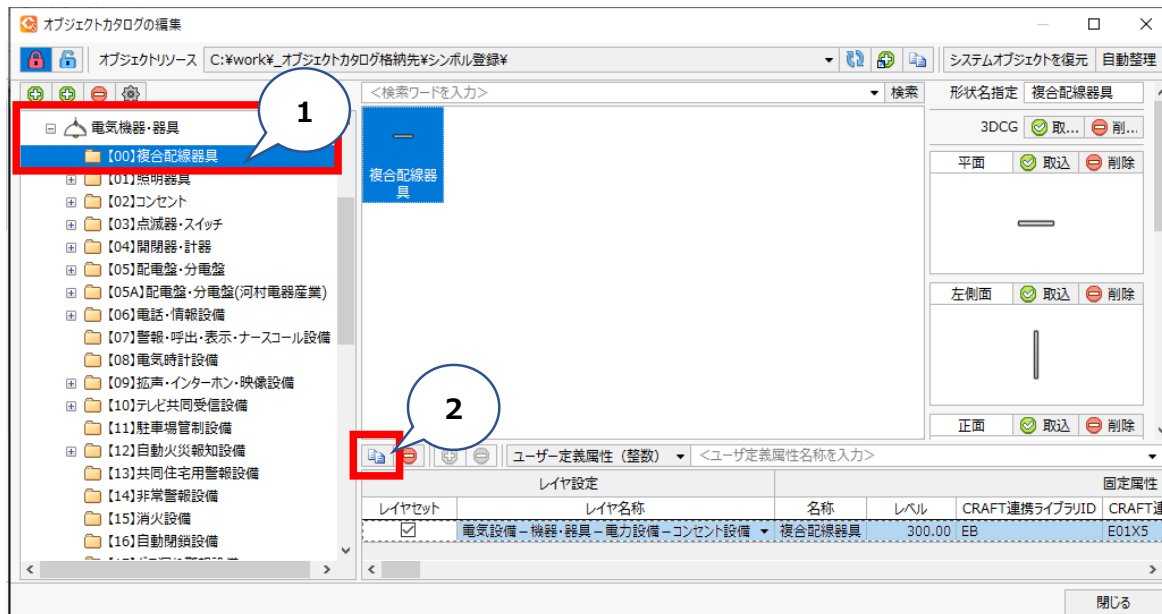 オブジェクトカタログの編集
オブジェクトリソース C:¥work¥_オブジェクトカタログ格納先¥シンボル登録¥ システムオブジェクトを復元 自動整理
<検索ワードを入力> 検索 形状名指定 複合配線器具
1
電気機器・器具
【00】複合配線器具
【01】照明器具
【02】コンセント
【03】点滅器・スイッチ
【04】開閉器・計器
【05】配電盤・分電盤
【05A】配電盤・分電盤(河村電器産業)
【06】電話・情報設備
【07】警報・呼出・表示・ナースコール設備
【08】電気時計設備
【09】拡声・インターホン・映像設備
【10】テレビ共同受信設備
【11】駐車場管制設備
【12】自動火災報知設備
【13】共同住宅用警報設備
【14】非常警報設備
【15】消火設備
【16】自動閉鎖設備
複合配線器
具
3DCG 取... 削...
平面 取込 削除
左側面 取込 削除
正面 取込 削除
2
ユーザー定義属性（整数） <ユーザ定義属性名称を入力>
レイヤ設定 固定属性
レイヤセット レイヤ名称 名称 レベル CRAFT連携ライブラリID CRAFT連
電気設備－機器・器具－電力設備－コンセント設備 複合配線器具 300.00 EB E01X5
閉じる